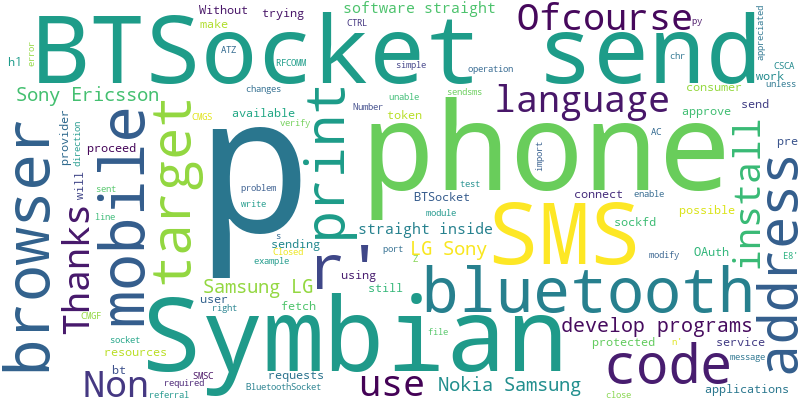 software straight
Without
trying
make
CTRL
Ofcourse
py
appreciated
BTSocket
send
ATZ
RFCOMM
chr
h1
error
simple
operation
CSCA
work
unless
Sony Ericsson
changes
sendsms
consumer
available
Number
unable
language
send
approve
CMGS
verify
token
AC
provider
direction
proceed
target
print
phone
install
pre
browser
mobile
p
import
will
sent
problem
write
test
enable
BTSocket
connect
possible
address
Thanks
line
module
SMS
sockfd
straight inside
s
Closed
sending
port
LG Sony
OAuth
r'
example
using
Z
modify
E8'
Samsung LG
still
bluetooth
user
fetch
right
file
CMGF
Symbian
develop programs
socket
protected
n'
service
resources
message
bt
requests
code
Non
required
SMSC
BluetoothSocket
use
Nokia Samsung
applications
referral
close